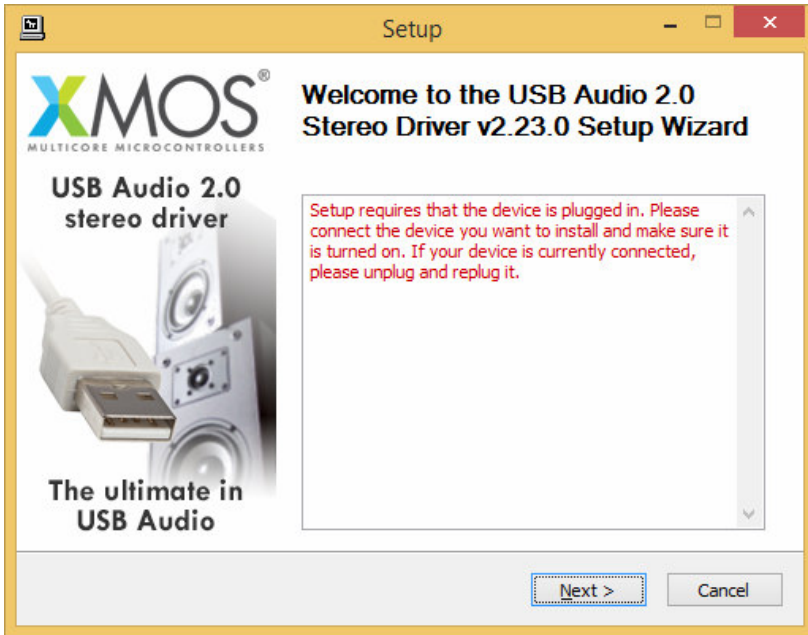 Setup
XMOS®
MULTICORE MICROCONTROLLERS
USB Audio 2.0
stereo driver
The ultimate in
USB Audio
Welcome to the USB Audio 2.0
Stereo Driver v2.23.0 Setup Wizard
Setup requires that the device is plugged in. Please
connect the device you want to install and make sure it
is turned on. If your device is currently connected,
please unplug and replug it.
Next >
Cancel